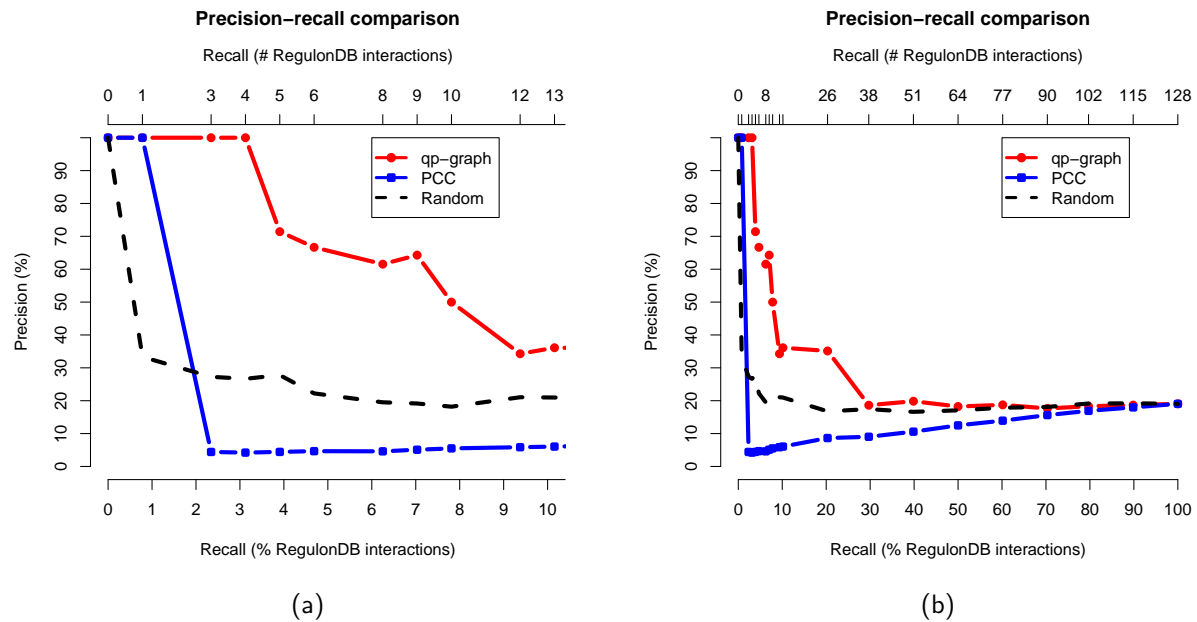 Precision−recall comparison
Recall (# RegulonDB interactions)
0 1 3 4 5 6 8 9 10 12 13
Precision (%)
90
80
70
60
50
40
30
20
10
0
qp−graph
PCC
Random
0 1 2 3 4 5 6 7 8 9 10
Recall (% RegulonDB interactions)
(a)
Precision−recall comparison
Recall (# RegulonDB interactions)
0 8 26 38 51 64 77 90 102 115 128
Precision (%)
90
80
70
60
50
40
30
20
10
0
qp−graph
PCC
Random
0 10 20 30 40 50 60 70 80 90 100
Recall (% RegulonDB interactions)
(b)